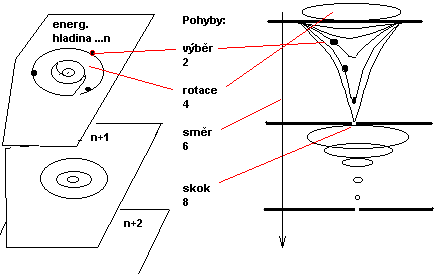 energ.
hladina ...n
n+1
n+2
Pohyby:
výběr
2
rotace
4
směr
6
skok
8